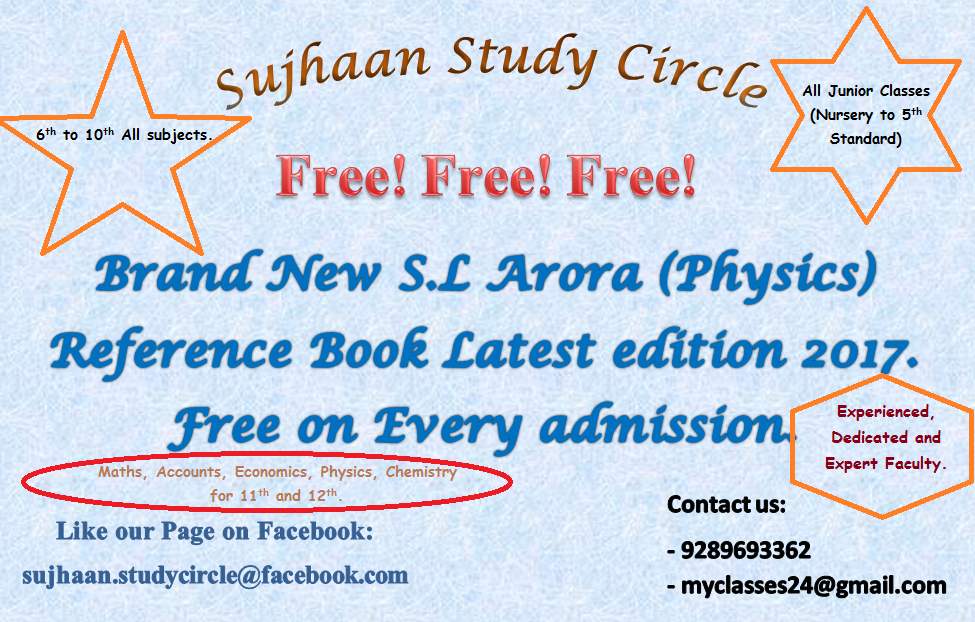 Sujhaan Study Circle
6th to 10th All subjects.
All Junior Classes
(Nursery to 5th
Standard)
Free! Free! Free!
Brand New S.L Arora (Physics)
Reference Book Latest edition 2017.
Free on Every admission.
Experienced,
Dedicated and
Expert Faculty.
Maths, Accounts, Economics, Physics, Chemistry
for 11th and 12th.
Like our Page on Facebook:
sujhaan.studycircle@facebook.com
Contact us:
- 9289693362
- myclasses24@gmail.com